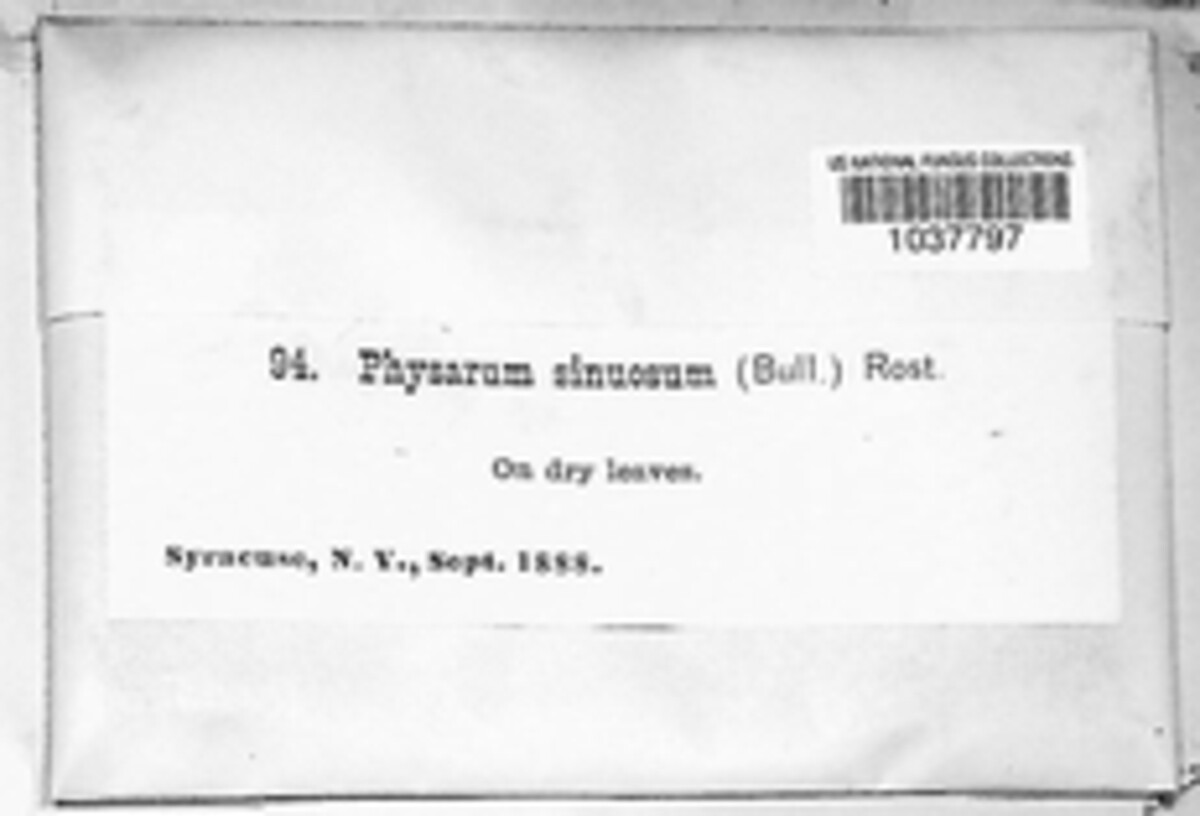 US NATIONAL FUNGUS COLLECTIONS
1037797
94. Physarum sinuosum (Bull.) Rost.
On dry leaves.
Syracuse, N. Y., Sept. 1888.